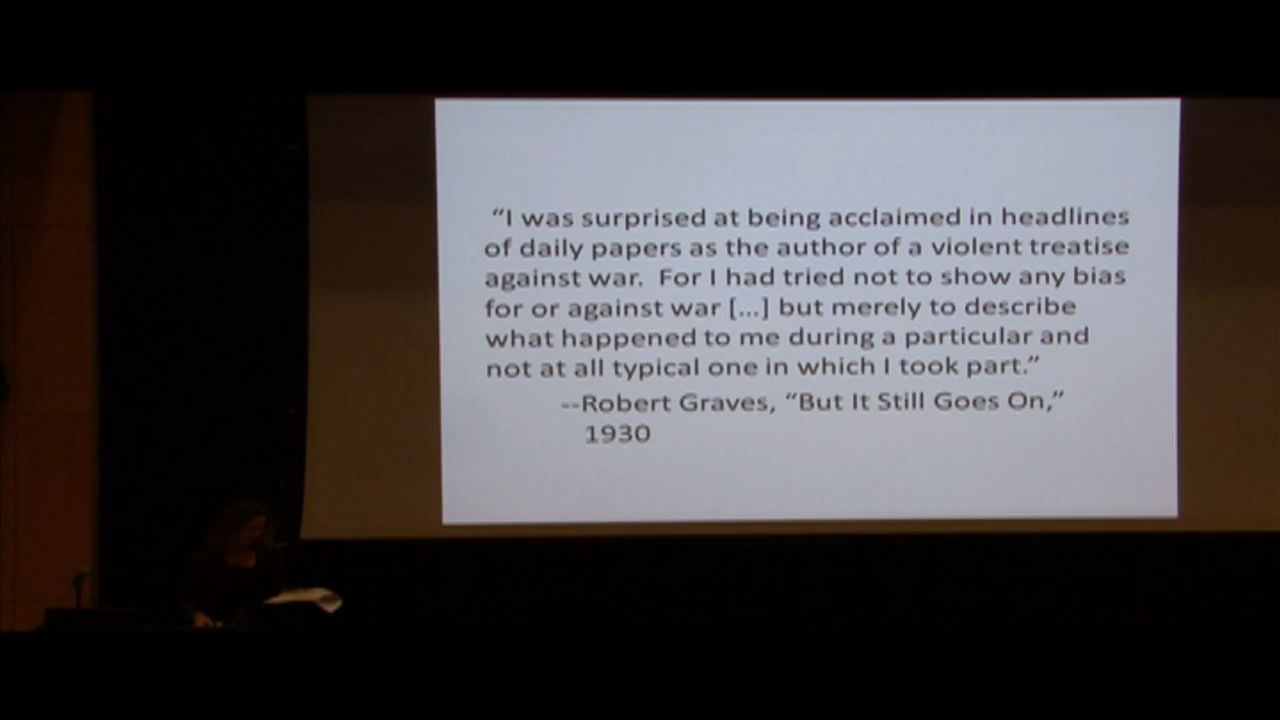 “I was surprised at being acclaimed in headlines
of daily papers as the author of a violent treatise
against war.  For I had tried not to show any bias
for or against war [...] but merely to describe
what happened to me during a particular and
not at all typical one in which I took part.”
--Robert Graves, “But It Still Goes On,”
1930